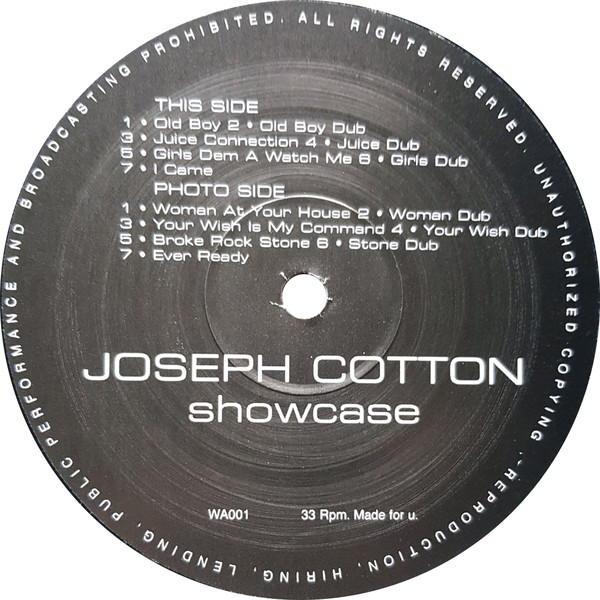 THIS SIDE
1 • Old Boy 2 • Old Boy Dub
3 • Juice Connection 4 • Juice Dub
5 • Girls Dem A Watch Me 6 • Girls Dub
7 • I Came
PHOTO SIDE
1 • Woman At Your House 2 • Woman Dub
3 • Your Wish Is My Command 4 • Your Wish Dub
5 • Broke Rock Stone 6 • Stone Dub
7 • Ever Ready
JOSEPH COTTON
showcase
WA001 33 Rpm. Made for u.
ALL RIGHTS RESERVED. UNAUTHORIZED COPYING, -REPRODUCTION, HIRING, LENDING, PUBLIC PERFORMANCE AND BROADCASTING PROHIBITED.